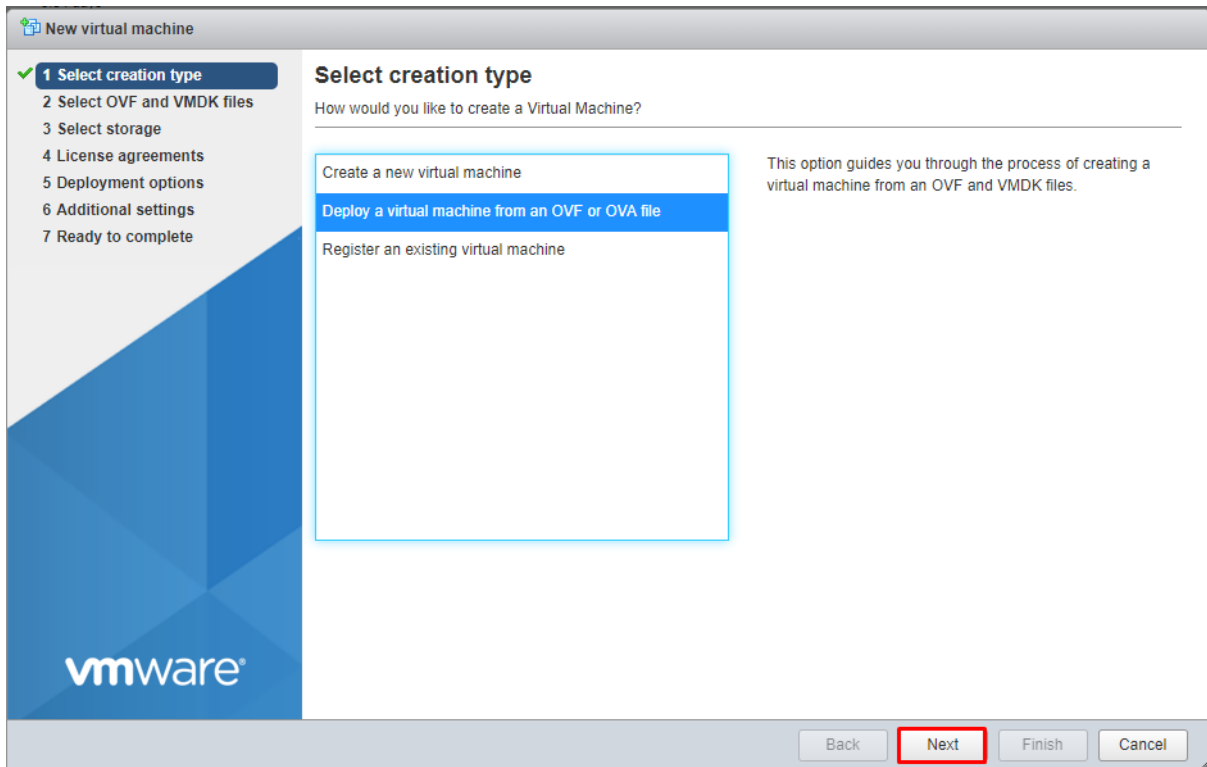 New virtual machine
1 Select creation type
2 Select OVF and VMDK files
3 Select storage
4 License agreements
5 Deployment options
6 Additional settings
7 Ready to complete
Select creation type
How would you like to create a Virtual Machine?
Create a new virtual machine
Deploy a virtual machine from an OVF or OVA file
Register an existing virtual machine
This option guides you through the process of creating a
virtual machine from an OVF and VMDK files.
vmware®
Back
Next
Finish
Cancel